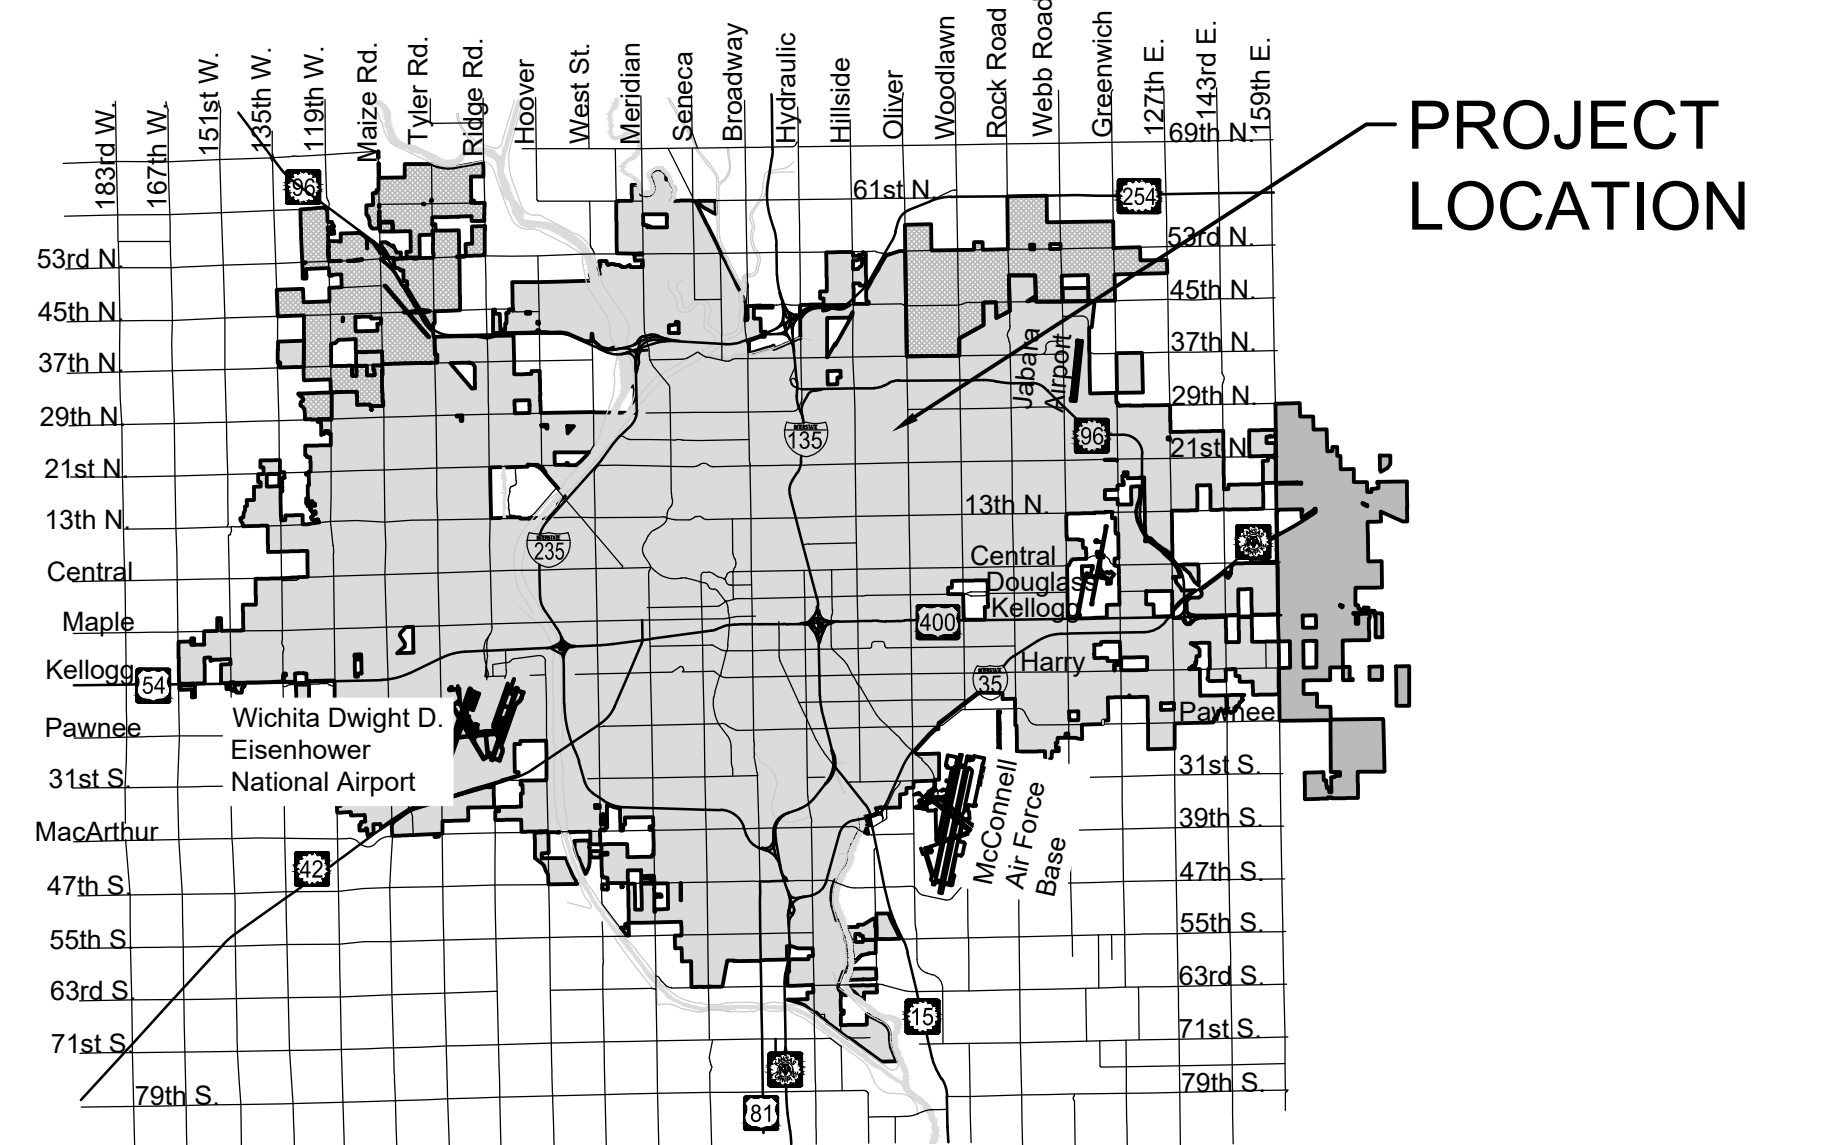 183rd W.
167th W.
151st W.
135th W.
119th W.
Maize Rd.
Tyler Rd.
Ridge Rd.
Hoover
West St.
Meridian
Seneca
Broadway
Hydraulic
Hillside
Oliver
Woodlawn
Rock Road
Webb Road
Greenwich
127th E.
143rd E.
159th E.
PROJECT
LOCATION
69th N.
61st N.
96
254
53rd N.
53rd N.
45th N.
45th N.
37th N.
37th N.
Jabara
Airport
29th N.
29th N.
INTERSTATE
135
96
21st N.
21st N.
13th N.
13th N.
INTERSTATE
235
Central
Central
Douglass
Kellogg
400
Maple
Kellogg
54
Harry
INTERSTATE
35
Pawnee
Pawnee
Wichita Dwight D.
Eisenhower
National Airport
31st S.
31st S.
McConnell
Air Force
Base
MacArthur
39th S.
42
47th S.
47th S.
55th S.
55th S.
63rd S.
63rd S.
15
71st S.
71st S.
79th S.
79th S.
81